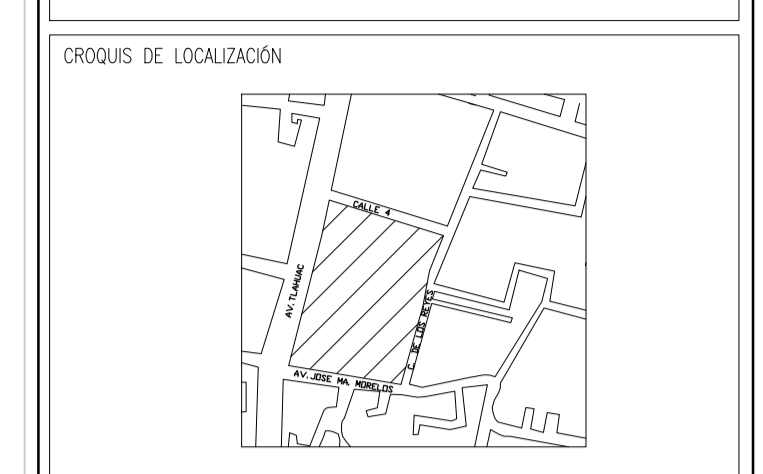 CROQUIS DE LOCALIZACIÓN
CALLE 4
AV. TLAHUAC
C. DE LOS REYES
AV. JOSE MA. MORELOS